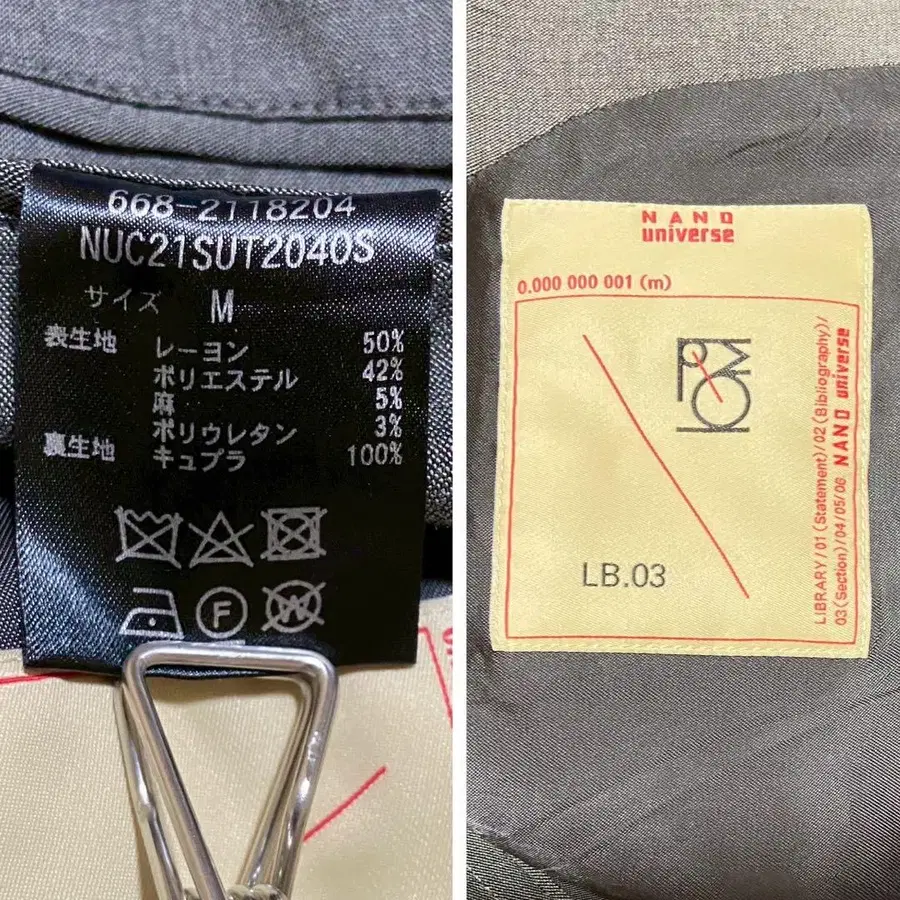 668-2118204
NUC21SUT2040S
サイズ M
表生地 レーヨン 50%
ポリエステル 42%
麻 5%
ポリウレタン 3%
裏生地 キュプラ 100%
F
W
NANO
universe
0.000 000 001 (m)
LB.03
LIBRARY/01(Statement)/02(Bibliography)/
03(Section)/04/05/06 NANO universe